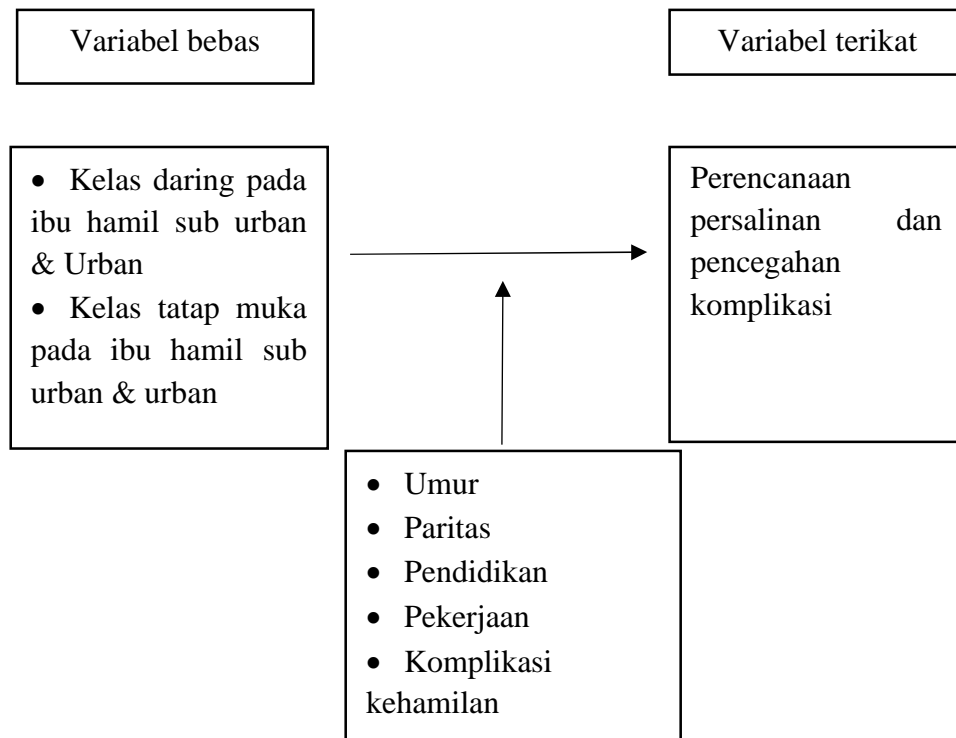 Variabel bebas
Variabel terikat
• Kelas daring pada
ibu hamil sub urban
& Urban
• Kelas tatap muka
pada ibu hamil sub
urban & urban
Perencanaan
persalinan dan
pencegahan
komplikasi
• Umur
• Paritas
• Pendidikan
• Pekerjaan
• Komplikasi
kehamilan